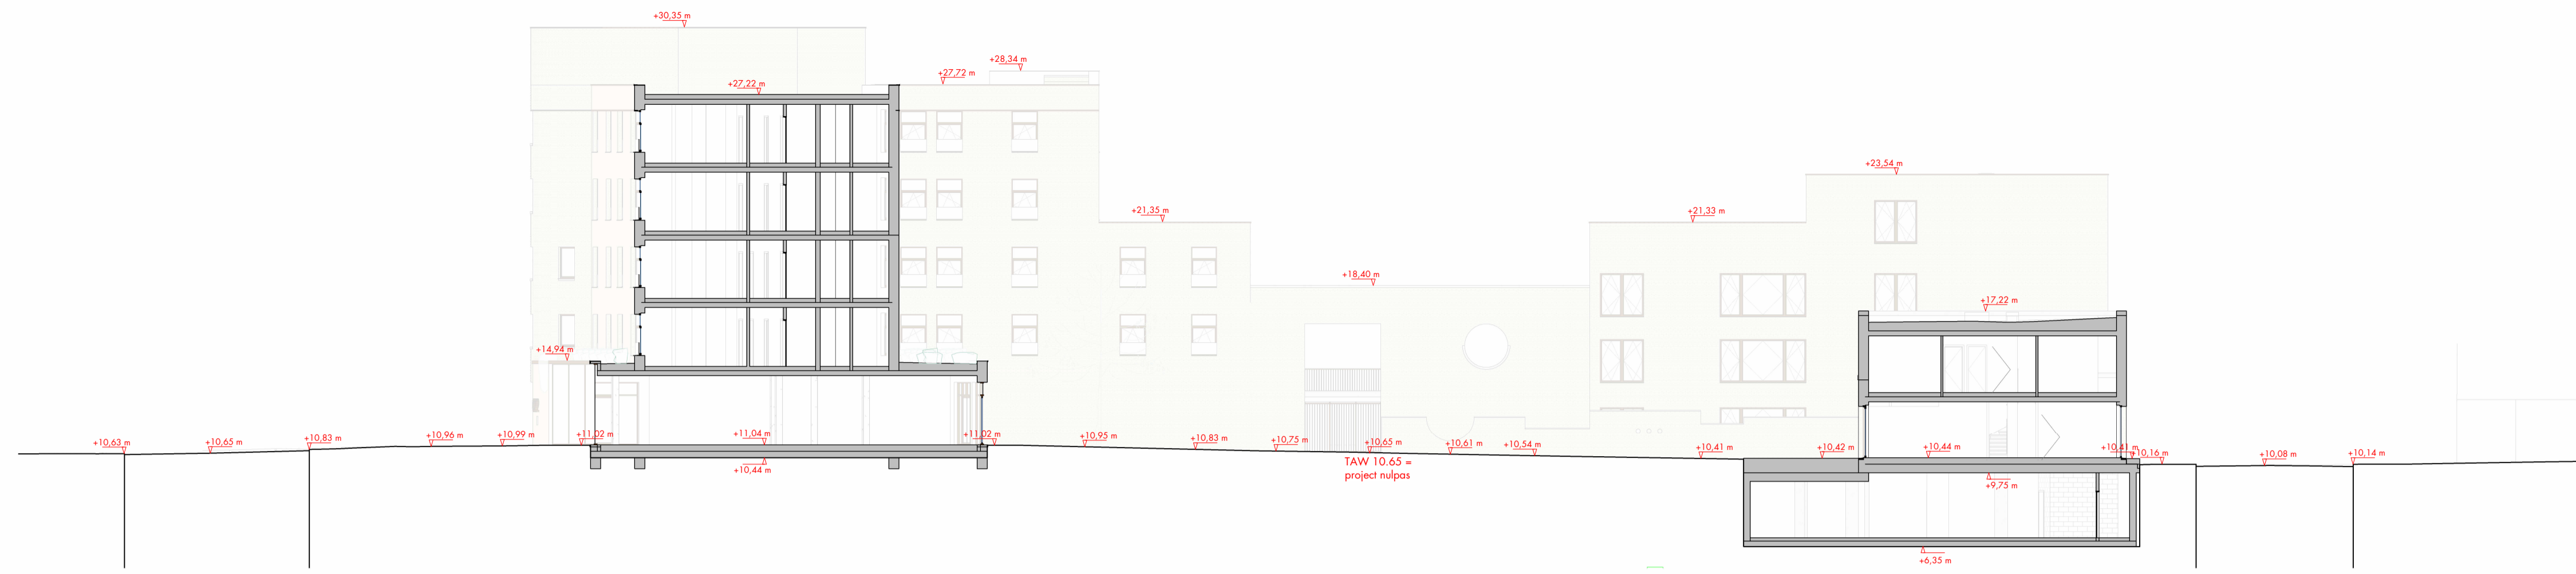 +30,35 m
+28,34 m
+27,72 m
+27,22 m
+23,54 m
+21,35 m
+21,33 m
+18,40 m
+17,22 m
+14,94 m
+10,63 m
+10,65 m
+10,83 m
+10,96 m
+10,99 m
+11,02 m
+11,04 m
+11,02 m
+10,95 m
+10,83 m
+10,75 m
+10,65 m
+10,61 m
+10,54 m
+10,41 m
+10,42 m
+10,44 m
+10,41 m
+10,16 m
+10,08 m
+10,14 m
TAW 10.65 =
project nulpas
+10,44 m
+9,75 m
+6,35 m